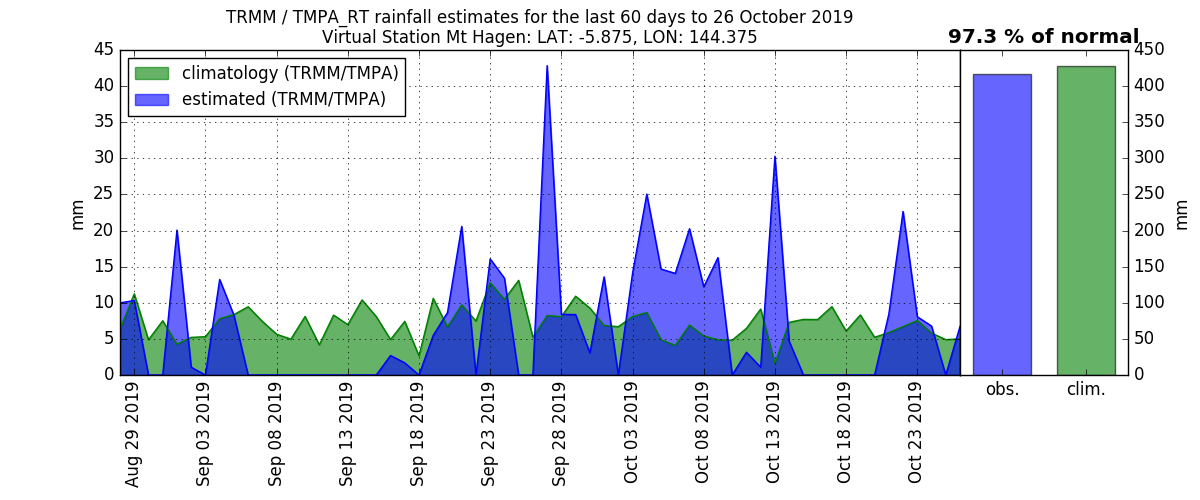 TRMM / TMPA_RT rainfall estimates for the last 60 days to 26 October 2019
Virtual Station Mt Hagen: LAT: -5.875, LON: 144.375
97.3 % of normal
climatology (TRMM/TMPA)
estimated (TRMM/TMPA)
mm
45
40
35
30
25
20
15
10
5
0
Aug 29 2019
Sep 03 2019
Sep 08 2019
Sep 13 2019
Sep 18 2019
Sep 23 2019
Sep 28 2019
Oct 03 2019
Oct 08 2019
Oct 13 2019
Oct 18 2019
Oct 23 2019
obs.
clim.
450
400
350
300
250
200
150
100
50
0
mm